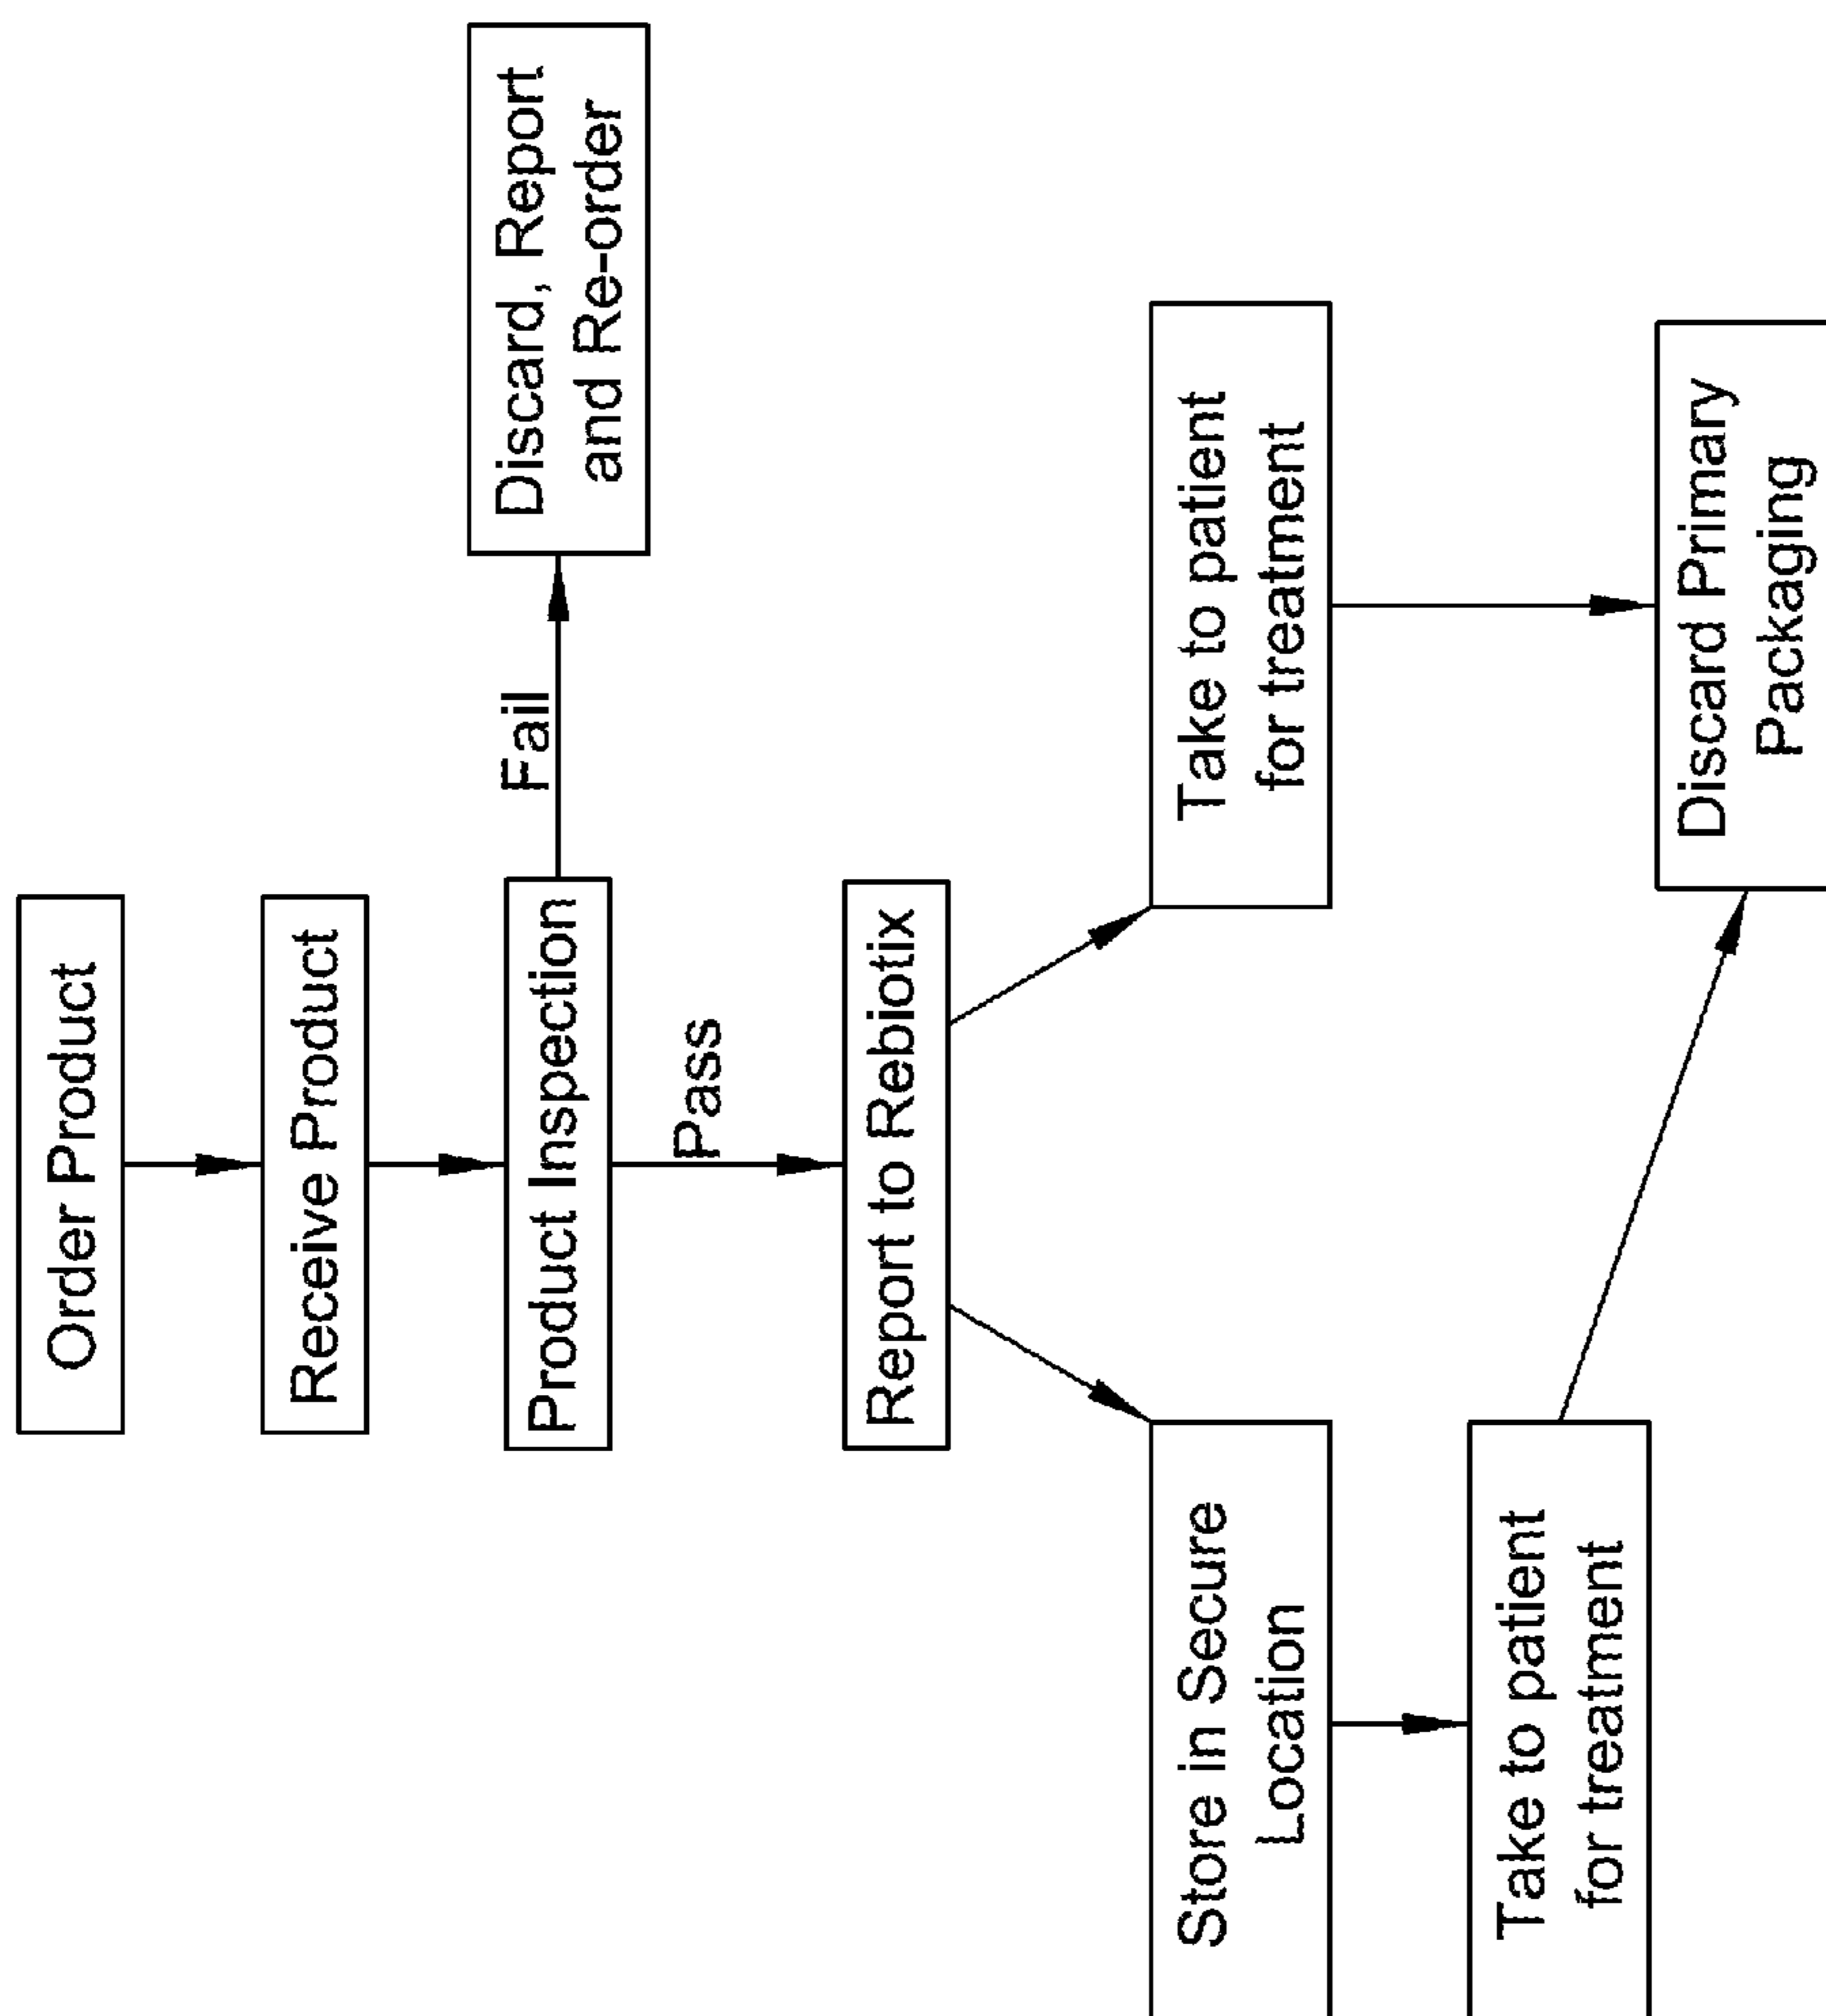 Order Product
Receive Product
Product Inspection
Fail
Discard, Report
and Re-order
Pass
Report to Rebiotix
Store in Secure
Location
Take to patient
for treatment
Take to patient
for treatment
Discard Primary
Packaging